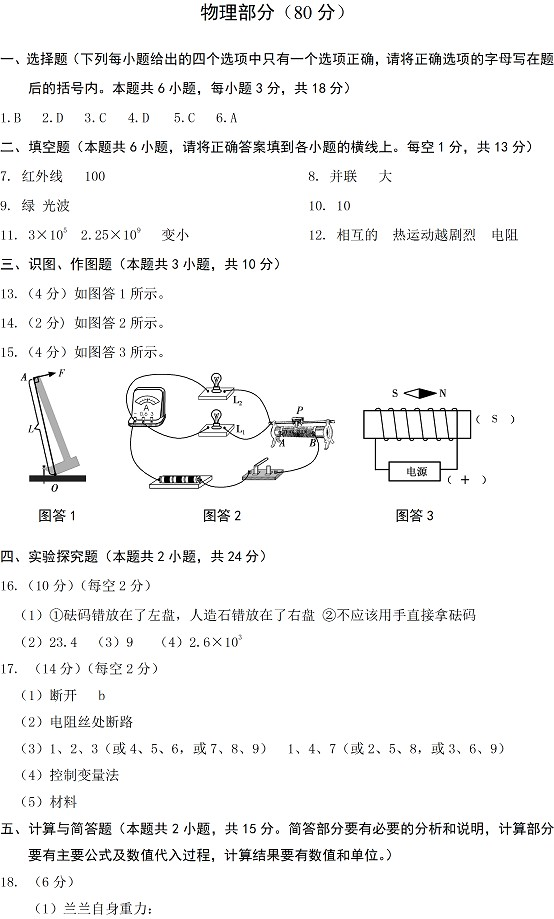 物理部分（80 分）
一、选择题（下列每小题给出的四个选项中只有一个选项正确，请将正确选项的字母写在题
后的括号内。本题共 6 小题，每小题 3 分，共 18 分）
1.B 2.D 3.C 4.D 5.C 6.A
二、填空题（本题共 6 小题，请将正确答案填到各小题的横线上。每空 1 分，共 13 分）
7. 红外线 100 8. 并联 大
9. 绿 光波 10. 10
11. 3×10⁵ 2.25×10⁹ 变小 12. 相互的 热运动越剧烈 电阻
三、识图、作图题（本题共 3 小题，共 10 分）
13.（4 分）如图答 1 所示。
14.（2 分）如图答 2 所示。
15.（4 分）如图答 3 所示。
A F
L
O
A
- 0.6 3
L₂
L₁
P
A B
S N
( S )
电源
( + )
图答 1 图答 2 图答 3
四、实验探究题（本题共 2 小题，共 24 分）
16.（10 分）（每空 2 分）
（1）①砝码错放在了左盘，人造石错放在了右盘 ②不应该用手直接拿砝码
（2）23.4 （3）9 （4）2.6×10³
17. （14 分）（每空 2 分）
（1）断开 b
（2）电阻丝处断路
（3）1、2、3（或 4、5、6，或 7、8、9） 1、4、7（或 2、5、8，或 3、6、9）
（4）控制变量法
（5）材料
五、计算与简答题（本题共 2 小题，共 15 分。简答部分要有必要的分析和说明，计算部分
要有主要公式及数值代入过程，计算结果要有数值和单位。）
18. （6 分）
（1）兰兰自身重力：